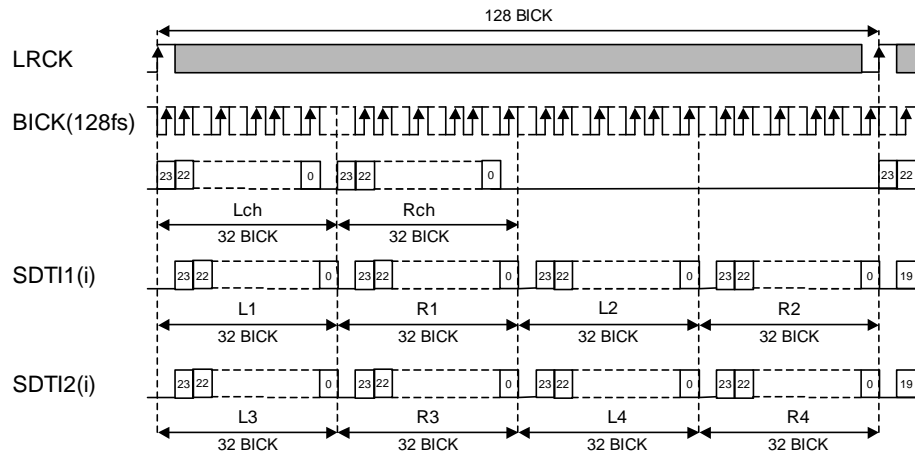 128 BICK
LRCK
BICK(128fs)
23 22 0 23 22 0 23 22
Lch Rch
32 BICK 32 BICK
SDTI1(i) 23 22 0 23 22 0 23 22 0 23 22 0 19
L1 R1 L2 R2
32 BICK 32 BICK 32 BICK 32 BICK
SDTI2(i) 23 22 0 23 22 0 23 22 0 23 22 0 19
L3 R3 L4 R4
32 BICK 32 BICK 32 BICK 32 BICK